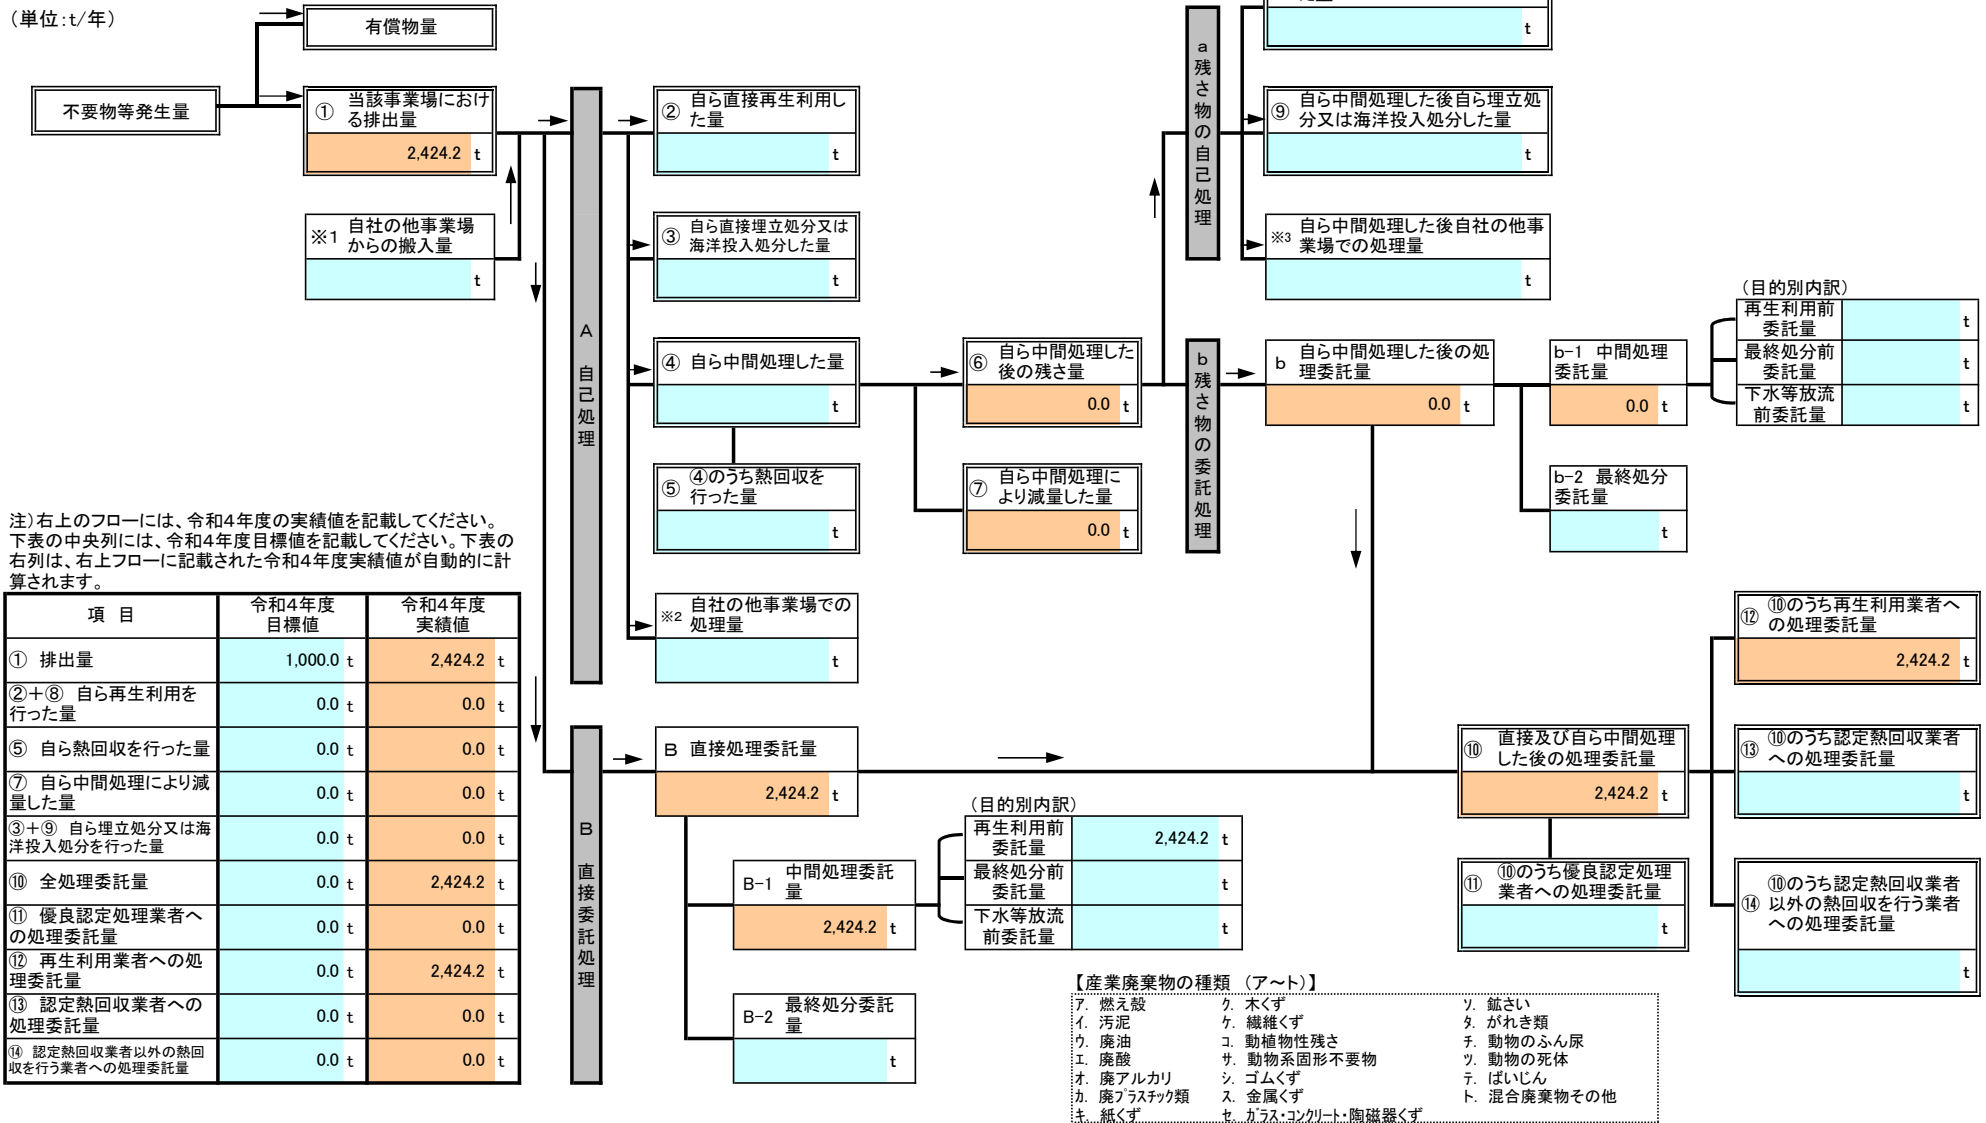 （単位：t/年）
有償物量
不要物等発生量
① 当該事業場におけ
る排出量
2,424.2 t
※1 自社の他事業場
からの搬入量
t
A 自己処理
② 自ら直接再生利用し
た量
t
③ 自ら直接埋立処分又は
海洋投入処分した量
t
④ 自ら中間処理した量
t
⑤ ④のうち熱回収を
行った量
t
※2 自社の他事業場での
処理量
t
⑥ 自ら中間処理した
後の残さ量
0.0 t
⑦ 自ら中間処理に
より減量した量
0.0 t
a 残さ物の自己処理
t
⑨ 自ら中間処理した後自ら埋立処
分又は海洋投入処分した量
t
※3 自ら中間処理した後自社の他事
業場での処理量
t
b 残さ物の委託処理
b 自ら中間処理した後の処
理委託量
0.0 t
b-1 中間処理
委託量
0.0 t
b-2 最終処分
委託量
t
（目的別内訳）
再生利用前
委託量
t
最終処分前
委託量
t
下水等放流
前委託量
t
注）右上のフローには、令和４年度の実績値を記載してください。
下表の中央列には、令和４年度目標値を記載してください。下表の
右列は、右上フローに記載された令和４年度実績値が自動的に計
算されます。
項 目 令和４年度 令和４年度
目標値 実績値
① 排出量 1,000.0 t 2,424.2 t
②＋⑧ 自ら再生利用を
行った量 0.0 t 0.0 t
⑤ 自ら熱回収を行った量 0.0 t 0.0 t
⑦ 自ら中間処理により減
量した量 0.0 t 0.0 t
③＋⑨ 自ら埋立処分又は海
洋投入処分を行った量 0.0 t 0.0 t
⑩ 全処理委託量 0.0 t 2,424.2 t
⑪ 優良認定処理業者へ
の処理委託量 0.0 t 0.0 t
⑫ 再生利用業者への処
理委託量 0.0 t 2,424.2 t
⑬ 認定熱回収業者への
処理委託量 0.0 t 0.0 t
⑭ 認定熱回収業者以外の熱回
収を行う業者への処理委託量 0.0 t 0.0 t
B 直接委託処理
B 直接処理委託量
2,424.2 t
B-1 中間処理委託
量
2,424.2 t
B-2 最終処分委託
量
t
（目的別内訳）
再生利用前
委託量
2,424.2 t
最終処分前
委託量
t
下水等放流
前委託量
t
⑩ 直接及び自ら中間処理
した後の処理委託量
2,424.2 t
⑪ ⑩のうち優良認定処理
業者への処理委託量
t
⑫ ⑩のうち再生利用業者へ
の処理委託量
2,424.2 t
⑬ ⑩のうち認定熱回収業者
への処理委託量
t
⑭ ⑩のうち認定熱回収業者
以外の熱回収を行う業者
への処理委託量
t
【産業廃棄物の種類 （ア～ト）】
ア. 燃え殻 ク. 木くず ソ. 鉱さい
イ. 汚泥 ケ. 繊維くず タ. がれき類
ウ. 廃油 コ. 動植物性残さ チ. 動物のふん尿
エ. 廃酸 サ. 動物系固形不要物 ツ. 動物の死体
オ. 廃アルカリ シ. ゴムくず テ. ばいじん
カ. 廃プラスチック類 ス. 金属くず ト. 混合廃棄物その他
キ. 紙くず セ. ガラス・コンクリート・陶磁器くず